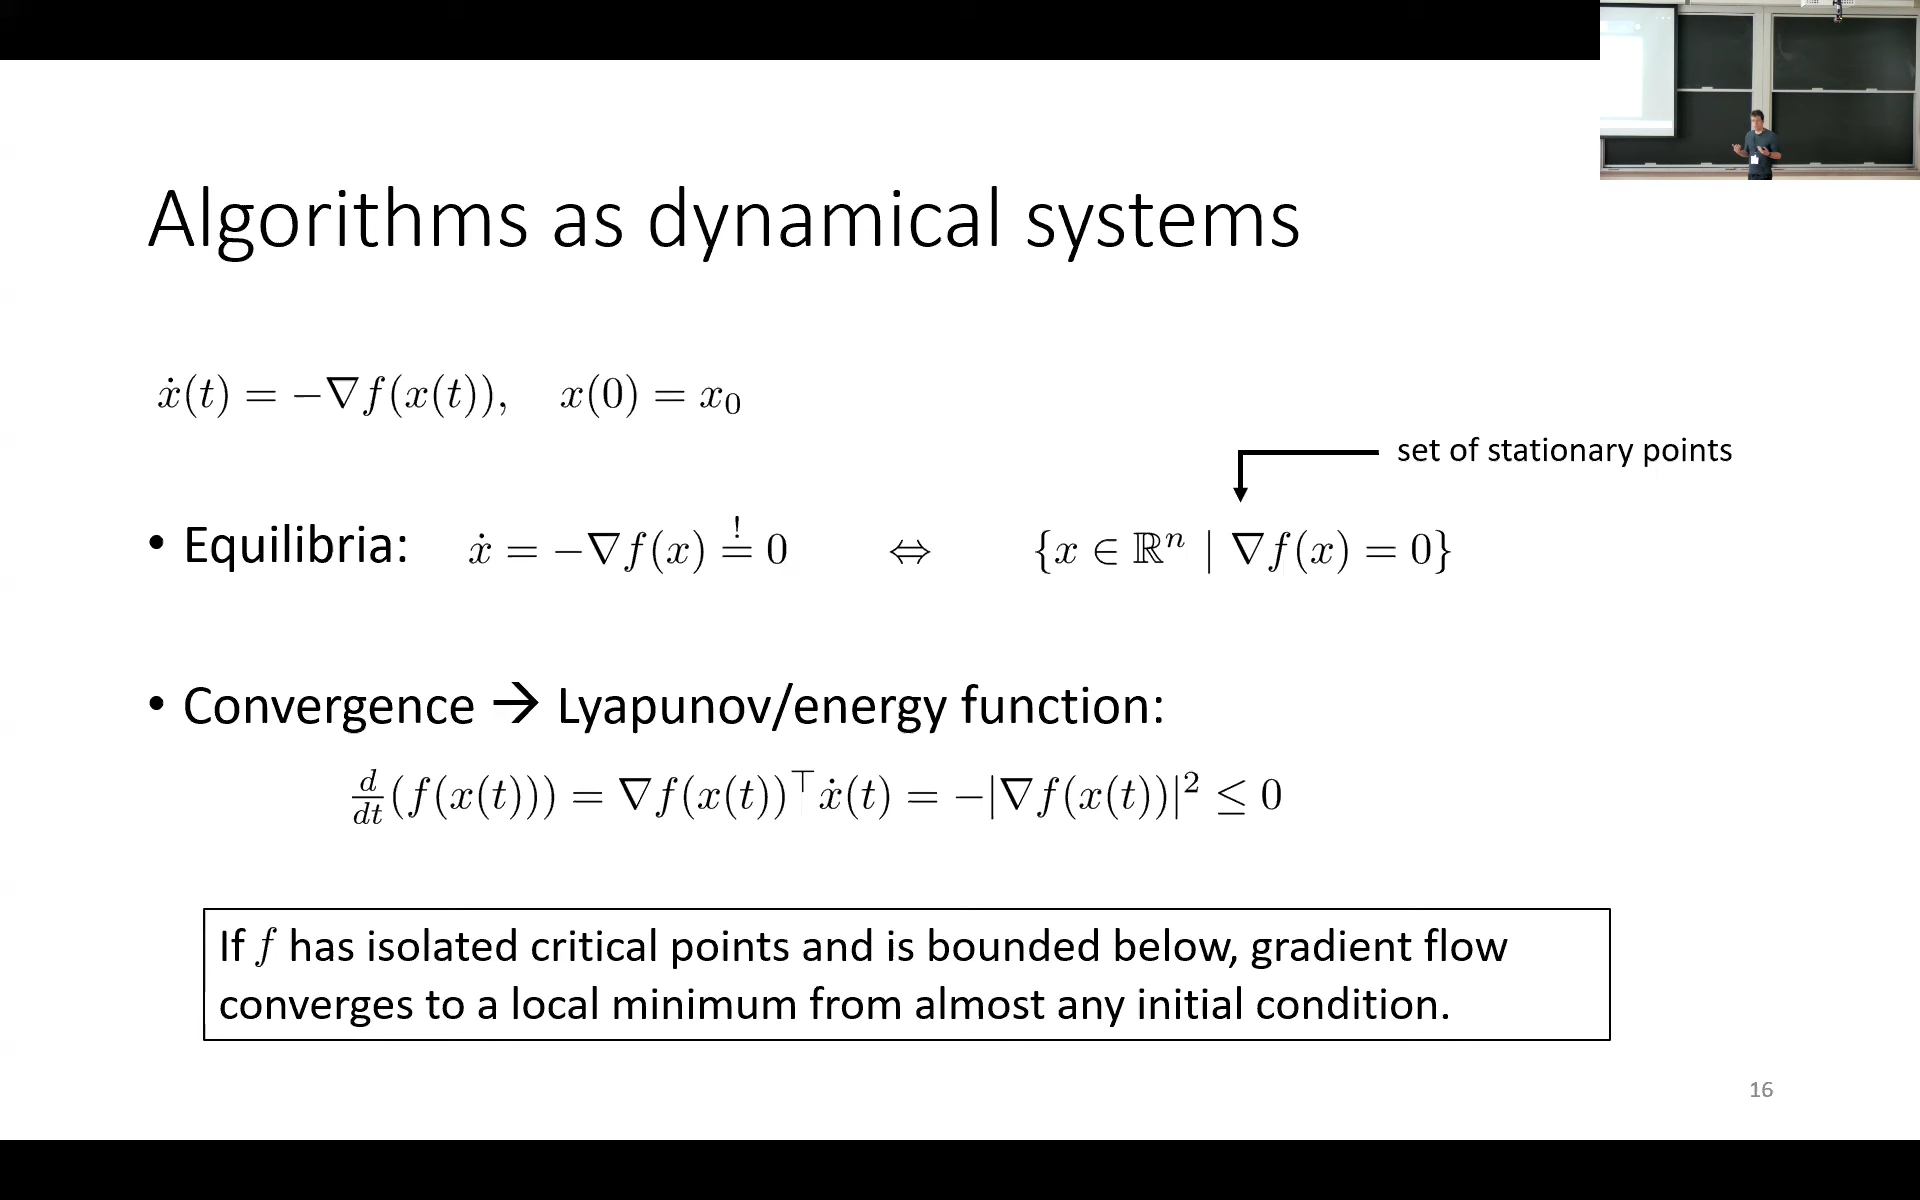 Algorithms as dynamical systems
ẋ(t) = −∇f(x(t)), x(0) = x₀
set of stationary points
• Equilibria: ẋ = −∇f(x) =^! 0 ⇔ {x ∈ ℝⁿ | ∇f(x) = 0}
• Convergence → Lyapunov/energy function:
d/dt (f(x(t))) = ∇f(x(t))^⊤ ẋ(t) = −|∇f(x(t))|² ≤ 0
If f has isolated critical points and is bounded below, gradient flow
converges to a local minimum from almost any initial condition.
16